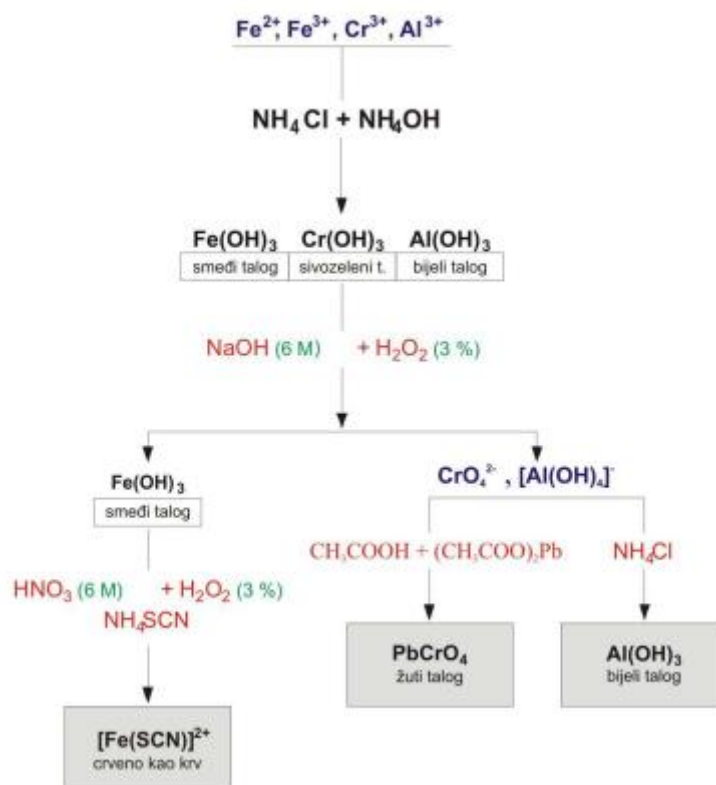 Fe²⁺, Fe³⁺, Cr³⁺, Al³⁺
NH₄Cl + NH₄OH
Fe(OH)₃ Cr(OH)₃ Al(OH)₃
smeđi talog sivozeleni t. bijeli talog
NaOH (6 M) + H₂O₂ (3 %)
Fe(OH)₃
smeđi talog
CrO₄²⁻ , [Al(OH)₄]⁻
CH₃COOH + (CH₃COO)₂Pb NH₄Cl
HNO₃ (6 M) + H₂O₂ (3 %)
NH₄SCN
PbCrO₄
žuti talog
Al(OH)₃
bijeli talog
[Fe(SCN)]²⁺
crveno kao krv